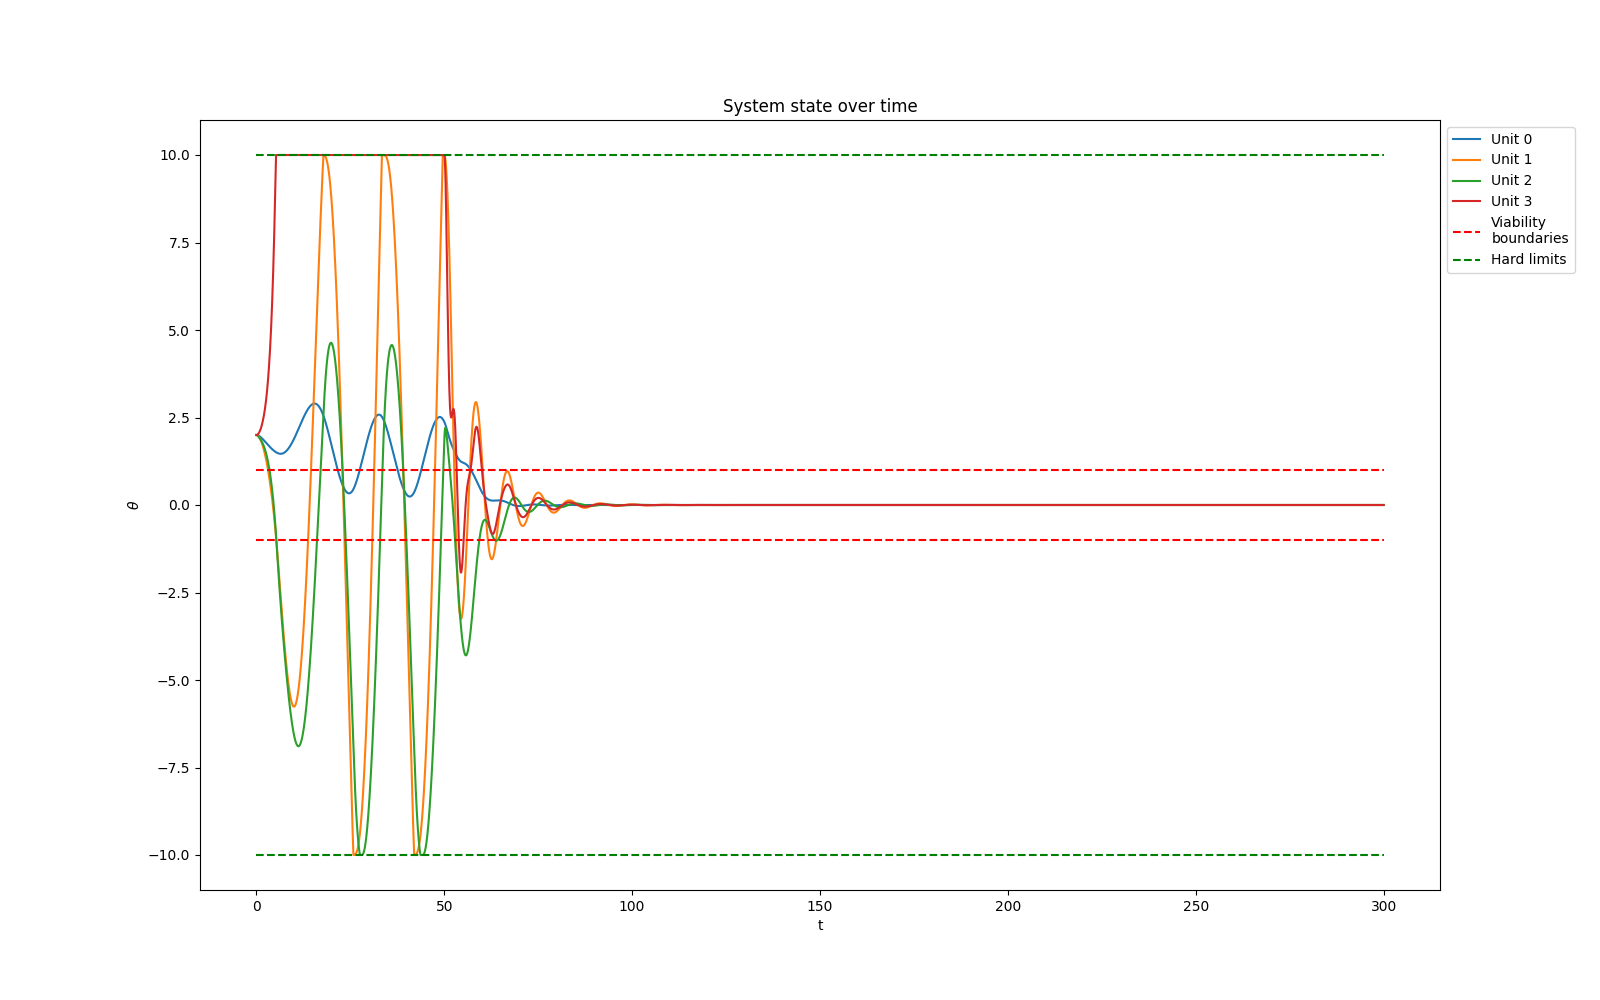 System state over time
10.0
7.5
5.0
2.5
0.0
−2.5
−5.0
−7.5
−10.0
θ
0
50
100
150
200
250
300
t
Unit 0
Unit 1
Unit 2
Unit 3
Viability
boundaries
Hard limits